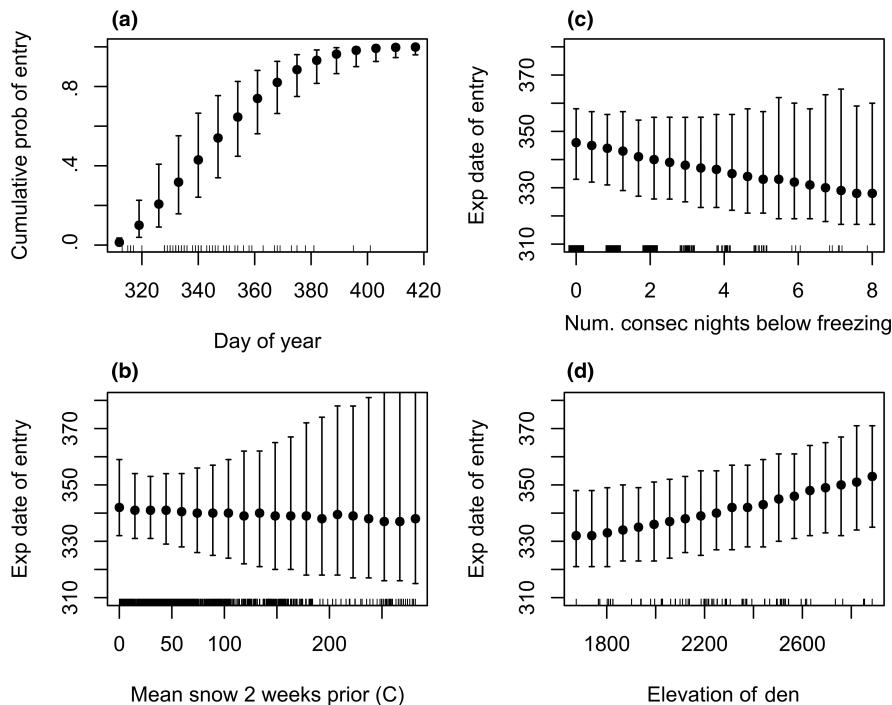 (a)
Cumulative prob of entry
.8
.4
.0
320 340 360 380 400 420
Day of year
(c)
Exp date of entry
370
350
330
310
0 2 4 6 8
Num. consec nights below freezing
(b)
Exp date of entry
370
350
330
310
0 50 100 200
Mean snow 2 weeks prior (C)
(d)
Exp date of entry
370
350
330
310
1800 2200 2600
Elevation of den